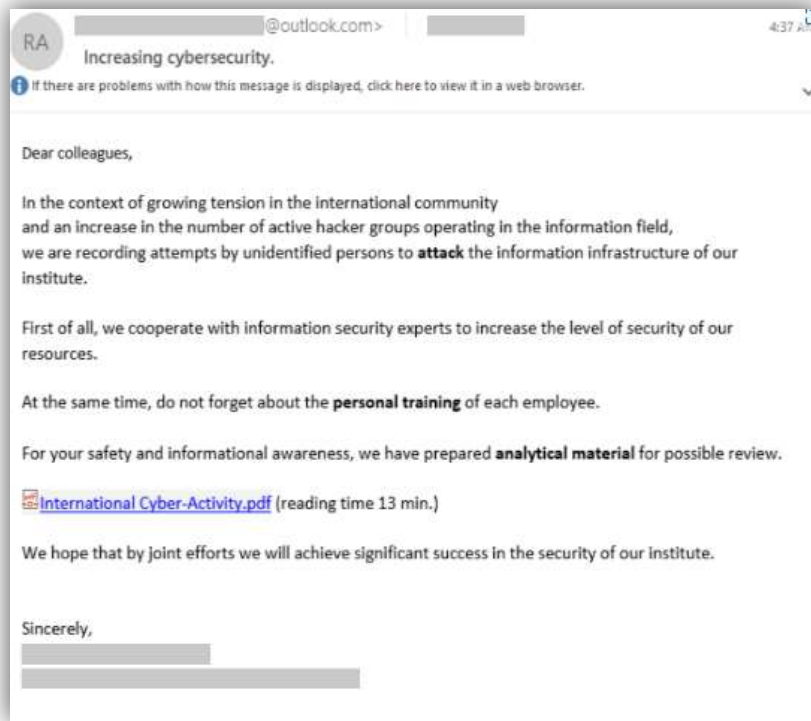 RA
@outlook.com>
4:37 AM
Increasing cybersecurity.
If there are problems with how this message is displayed, click here to view it in a web browser.
Dear colleagues,
In the context of growing tension in the international community
and an increase in the number of active hacker groups operating in the information field,
we are recording attempts by unidentified persons to attack the information infrastructure of our
institute.
First of all, we cooperate with information security experts to increase the level of security of our
resources.
At the same time, do not forget about the personal training of each employee.
For your safety and informational awareness, we have prepared analytical material for possible review.
International Cyber-Activity.pdf (reading time 13 min.)
We hope that by joint efforts we will achieve significant success in the security of our institute.
Sincerely,